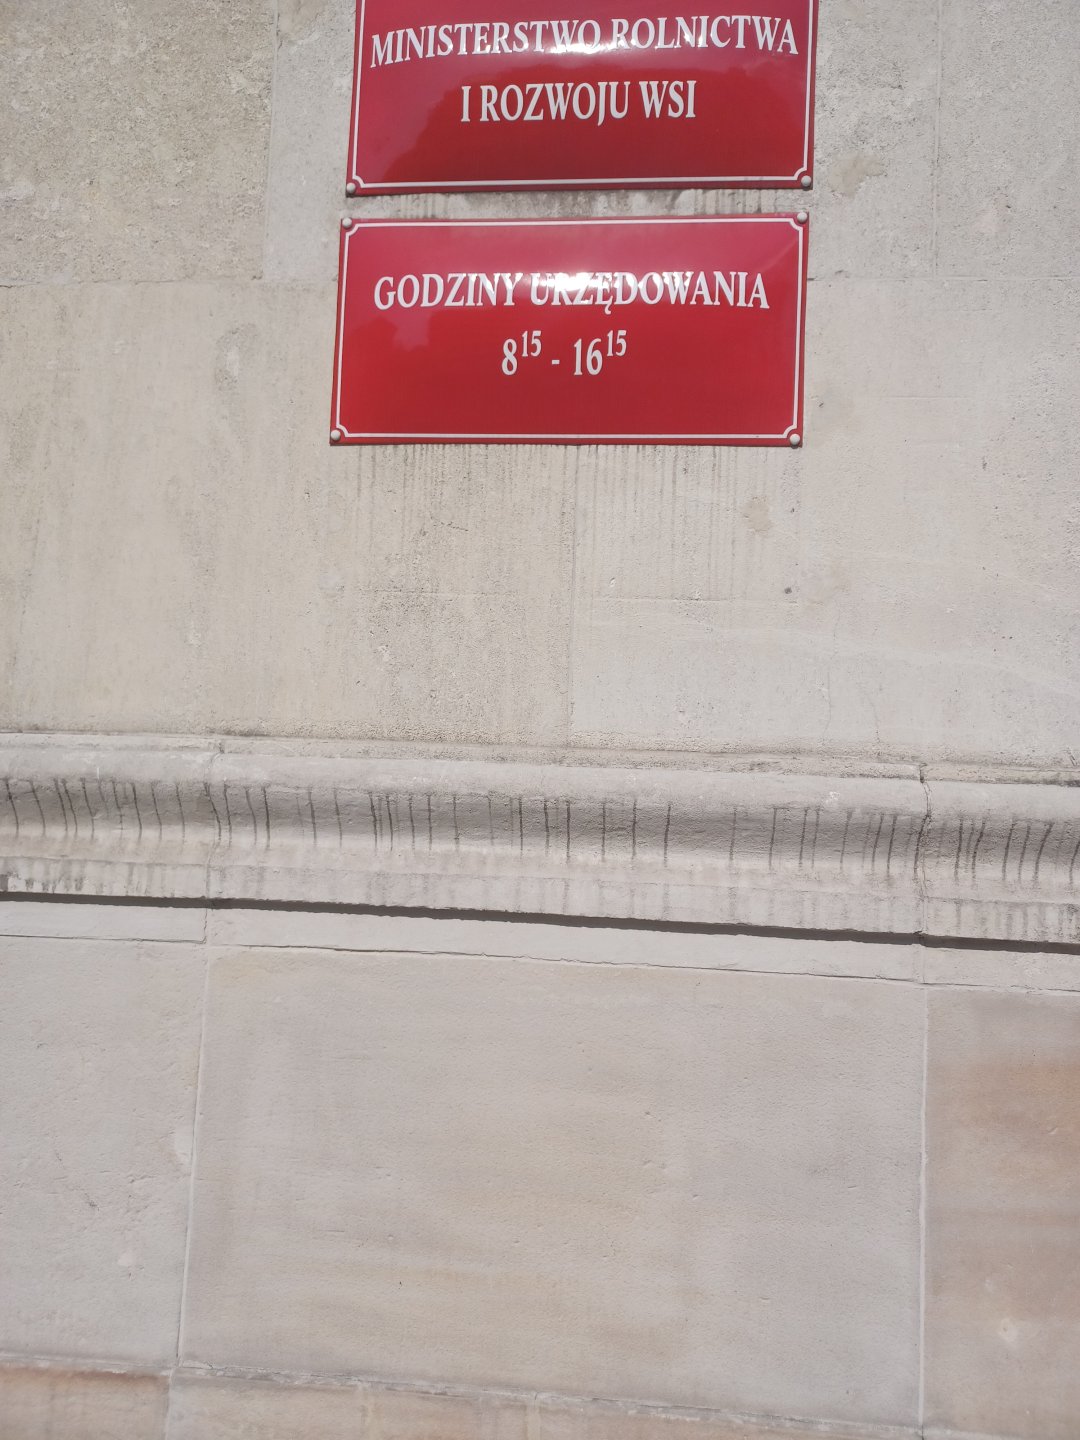 MINISTERSTWO ROLNICTWA
I ROZWOJU WSI
GODZINY URZĘDOWANIA
8¹⁵ - 16¹⁵